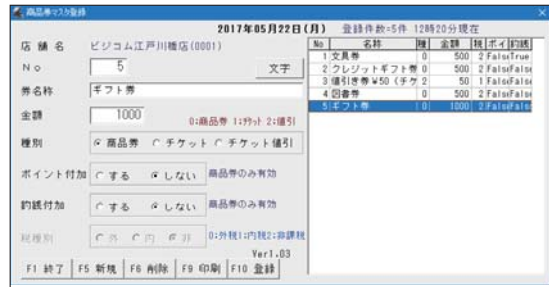 商品券マスタ登録
2017年05月22日(月) 登録件数=5件 12時20分現在
店舗名 ビジコム江戸川橋店(0001)
No 5 文字
券名称 ギフト券
金額 1000
0:商品券 1:ﾁｹｯﾄ 2:値引
種別 商品券 チケット チケット値引
ポイント付加 する しない 商品券のみ有効
釣銭付加 する しない 商品券のみ有効
税種別 外 内 非 0:外税1:内税2:非課税
Ver1.03
F1 終了 F5 新規 F6 削除 F9 印刷 F10 登録
No 名称 種 金額 税 ポイ 釣銭
1 文具券 0 500 2 Fals True
2 クレジットギフト券 0 500 2 Fals Fals
3 値引き券¥50 (チケ 2 50 1 Fals Fals
4 図書券 0 500 2 Fals Fals
5 ギフト券 0 1000 2 Fals Fals